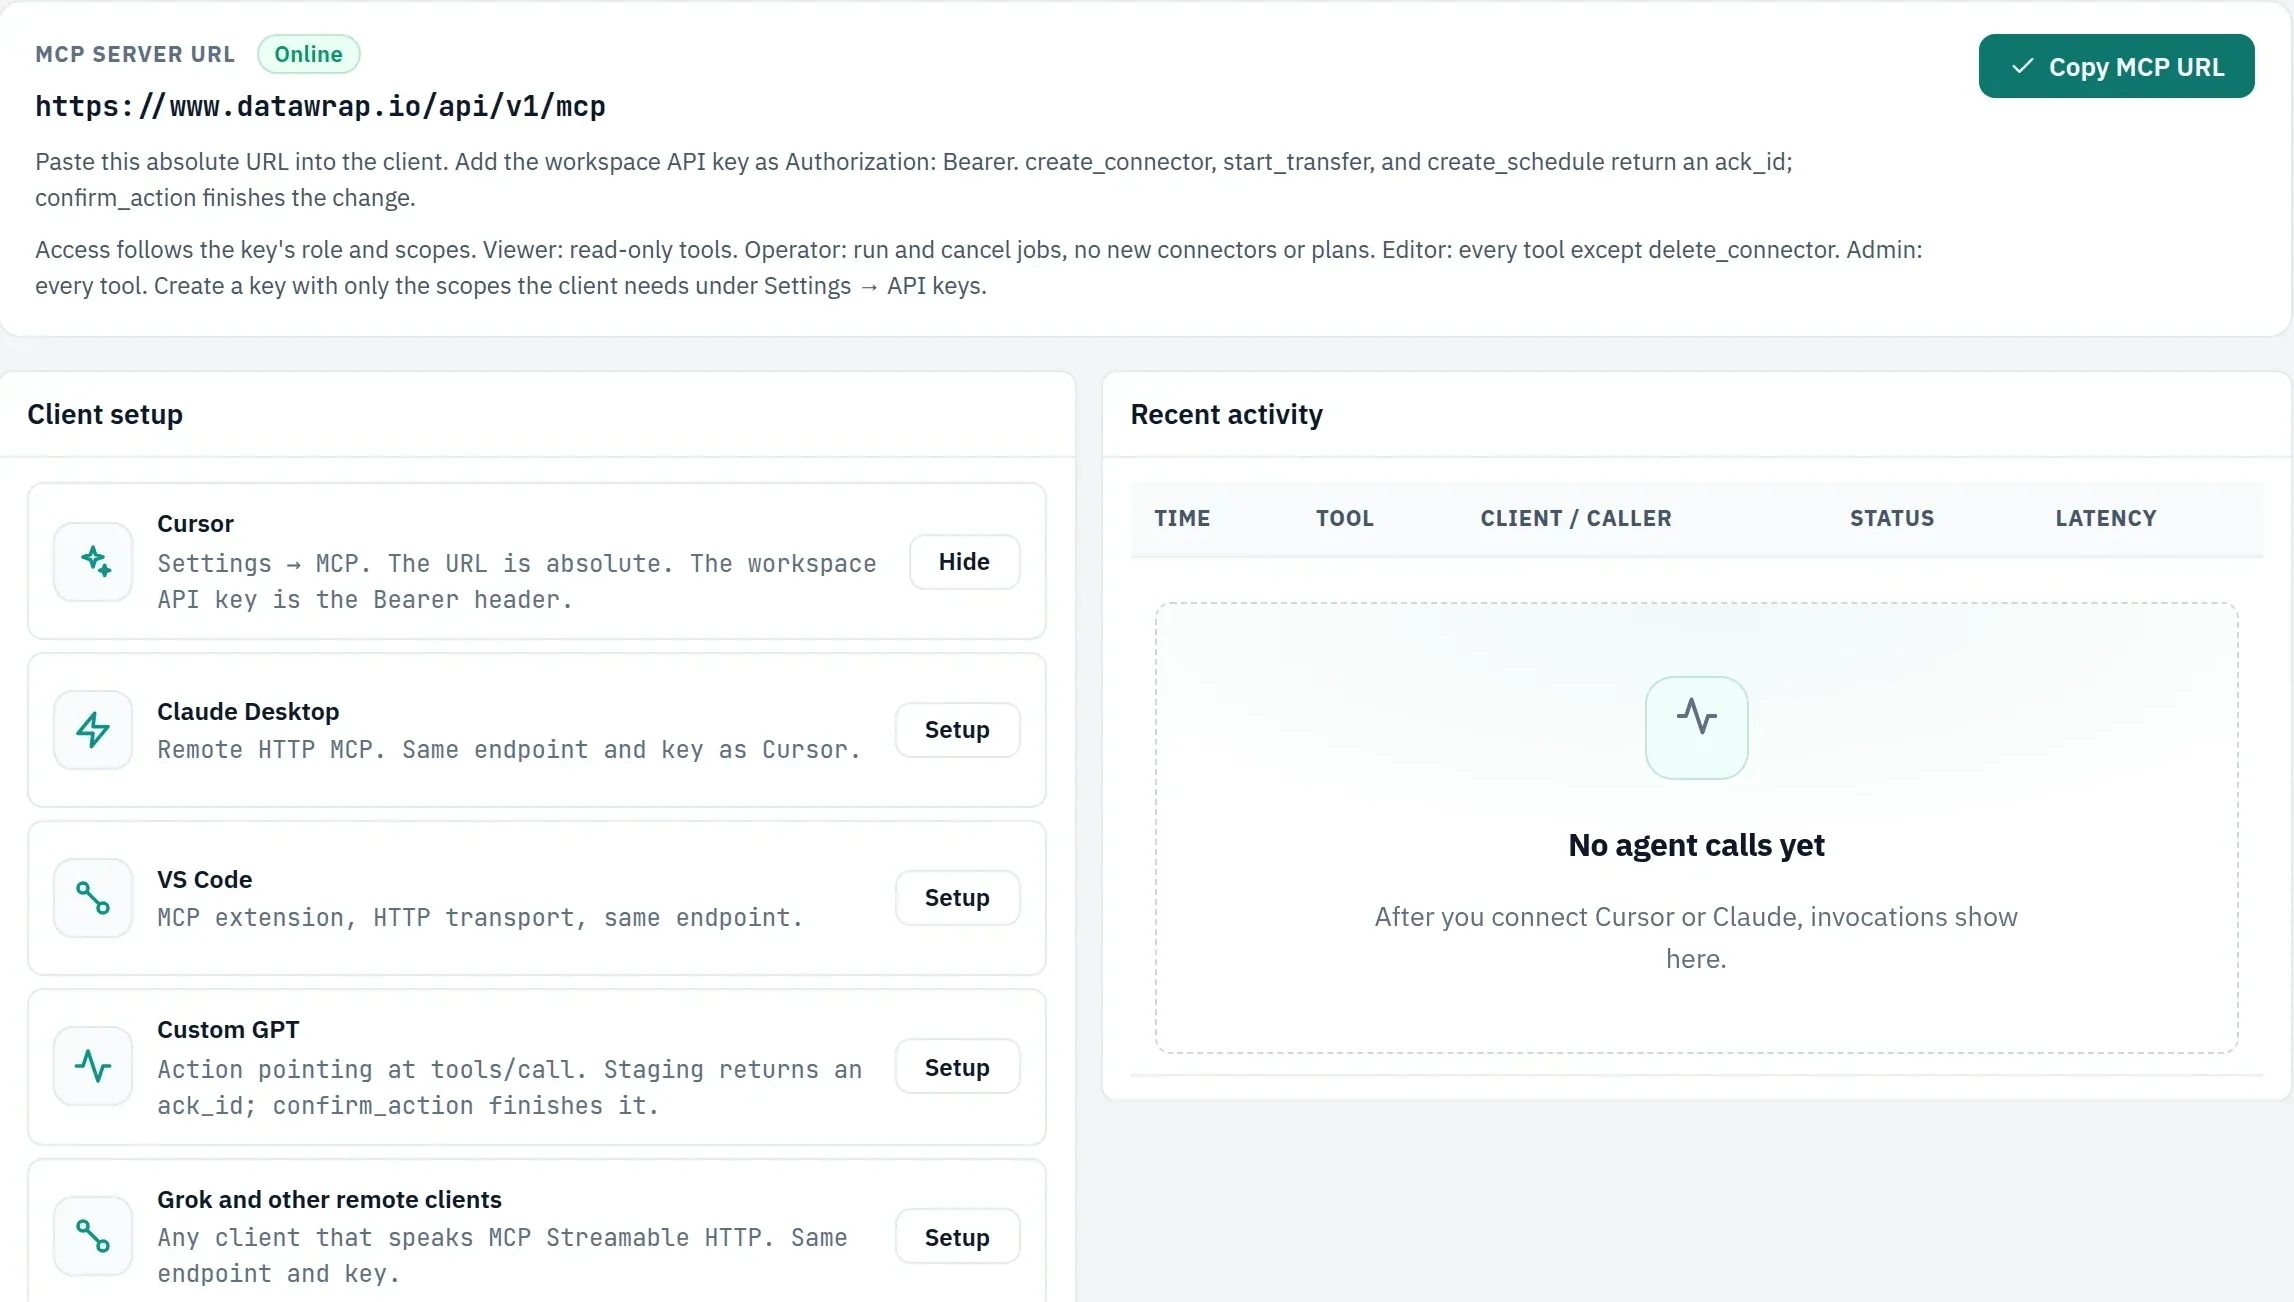 MCP SERVER URL
Online
Copy MCP URL
https://www.datawrap.io/api/v1/mcp
Paste this absolute URL into the client. Add the workspace API key as Authorization: Bearer. create_connector, start_transfer, and create_schedule return an ack_id;
confirm_action finishes the change.
Access follows the key's role and scopes. Viewer: read-only tools. Operator: run and cancel jobs, no new connectors or plans. Editor: every tool except delete_connector. Admin:
every tool. Create a key with only the scopes the client needs under Settings → API keys.
Client setup
Cursor
Settings → MCP. The URL is absolute. The workspace
API key is the Bearer header.
Hide
Claude Desktop
Remote HTTP MCP. Same endpoint and key as Cursor.
Setup
VS Code
MCP extension, HTTP transport, same endpoint.
Setup
Custom GPT
Action pointing at tools/call. Staging returns an
ack_id; confirm_action finishes it.
Setup
Grok and other remote clients
Any client that speaks MCP Streamable HTTP. Same
endpoint and key.
Setup
Recent activity
TIME TOOL CLIENT / CALLER STATUS LATENCY
No agent calls yet
After you connect Cursor or Claude, invocations show
here.